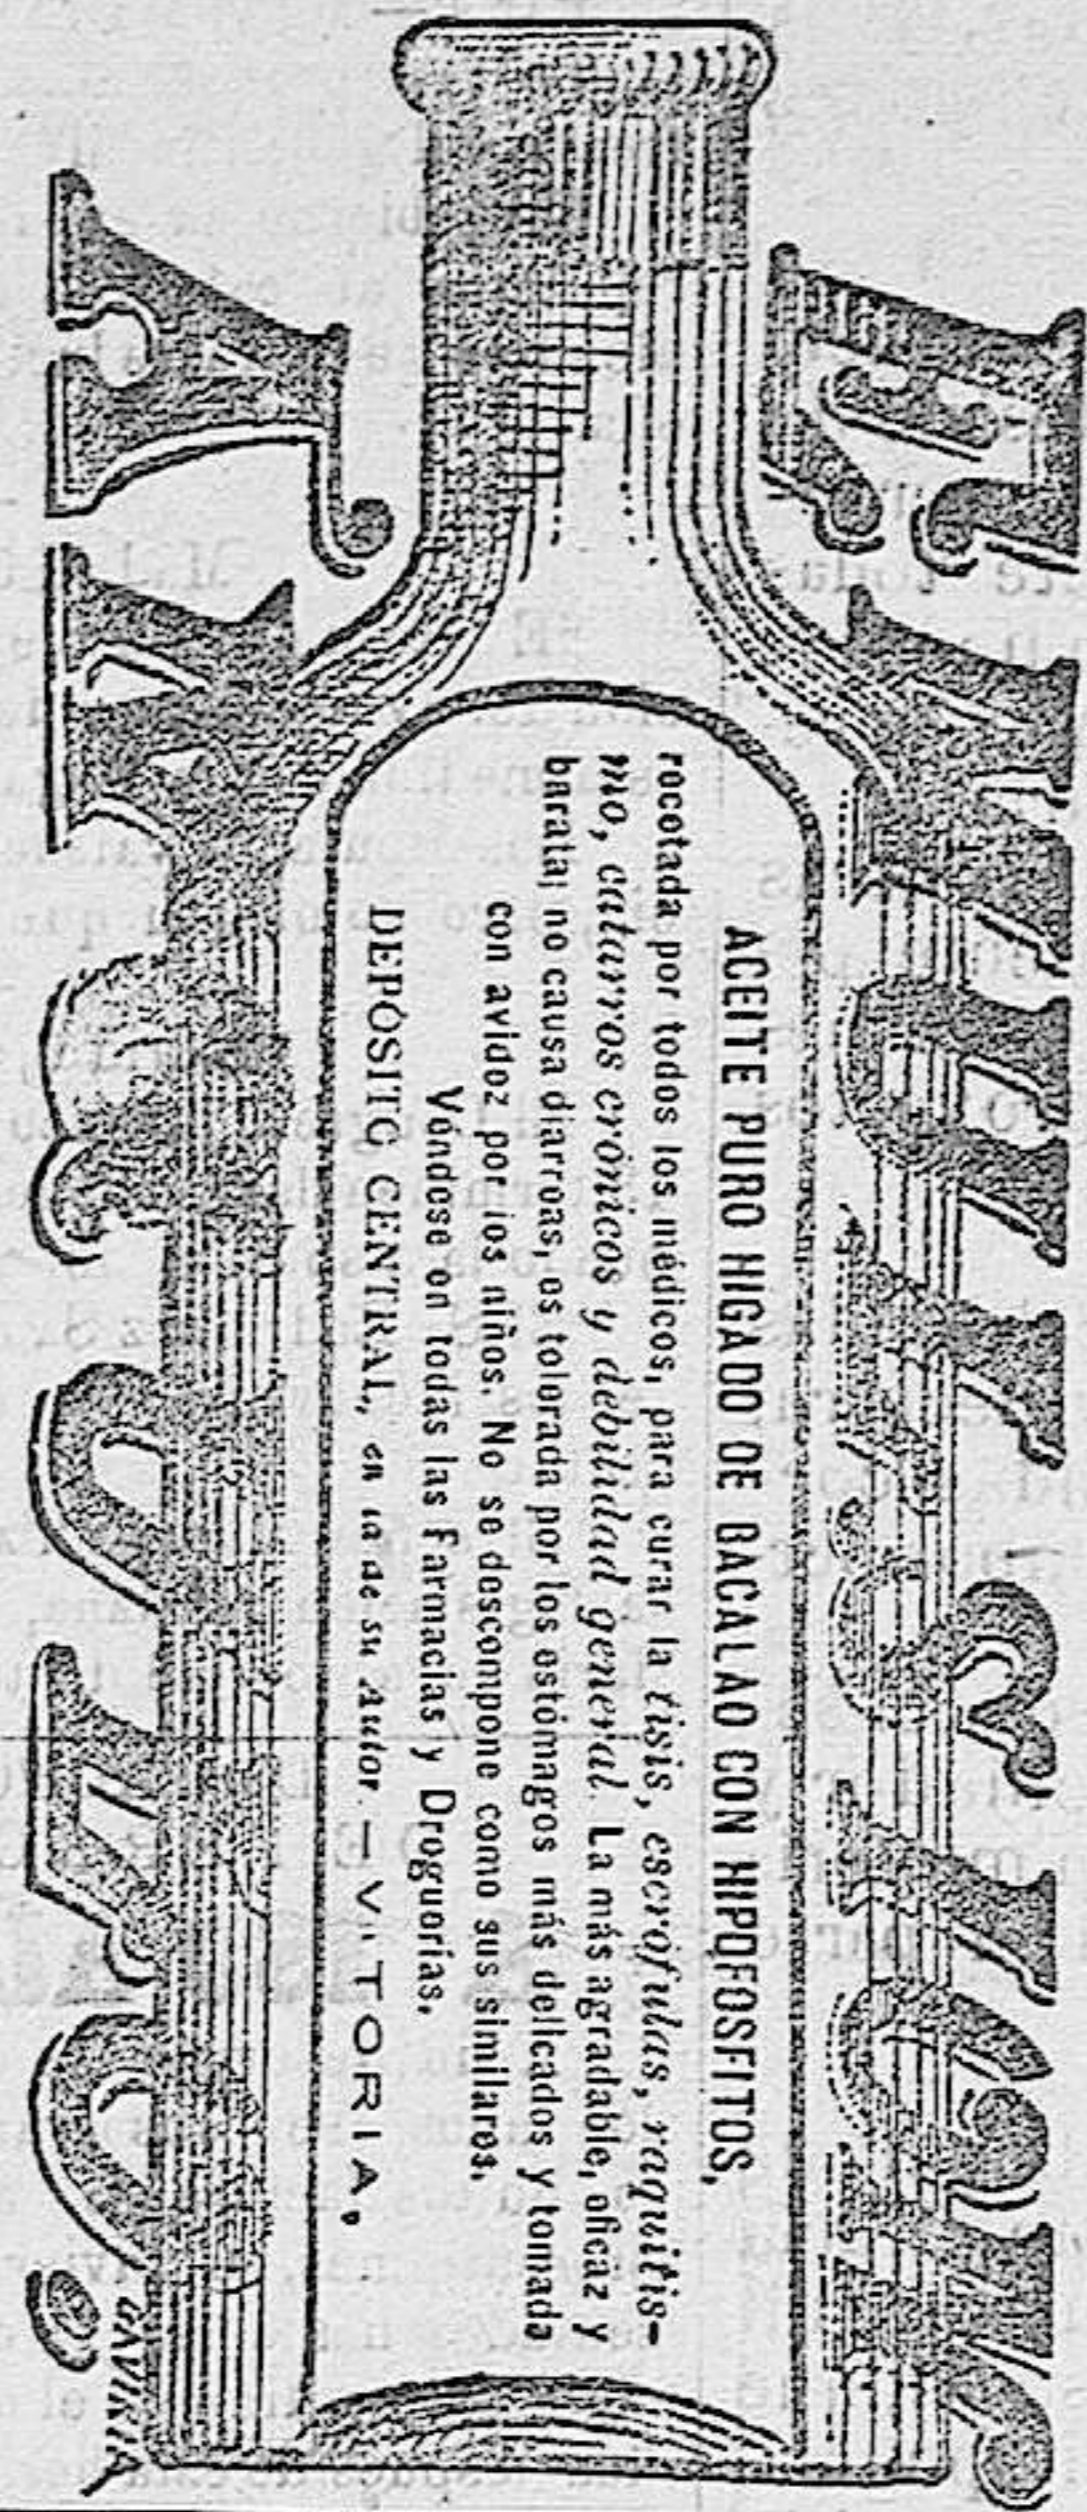 EMULSION
ACEITE PURO HIGADO DE BACALAO CON HIPOFOSFITOS,
recetada por todos los médicos, para curar la tisis, escrófulas, raquitis-
mo, catarros crónicos y debilidad general. La más agradable, eficaz y
barata; no causa diarreas, es tolerada por los estómagos más delicados y tomada
con avidez por los niños. No se descompone como sus similares.
Véndese en todas las Farmacias y Droguerías.
DEPÓSITO CENTRAL, en la de su Autor.—VITORIA.
GAVIRIA